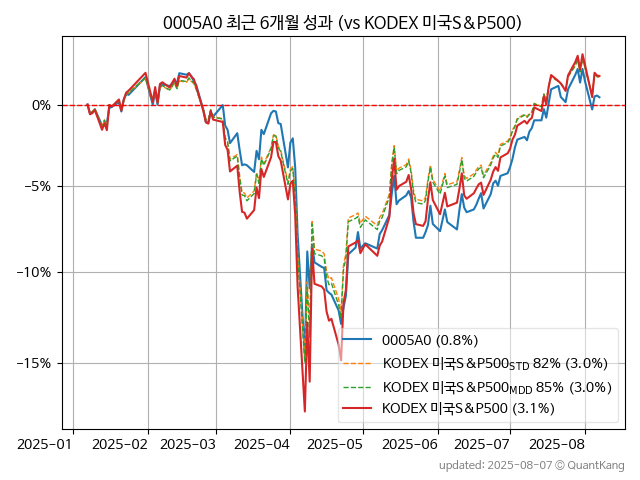 0005A0 최근 6개월 성과 (vs KODEX 미국S&P500)
0%
−5%
−10%
−15%
0005A0 (0.8%)
KODEX 미국S&P500STD 82% (3.0%)
KODEX 미국S&P500MDD 85% (3.0%)
KODEX 미국S&P500 (3.1%)
2025-01 2025-02 2025-03 2025-04 2025-05 2025-06 2025-07 2025-08
updated: 2025-08-07 © QuantKang